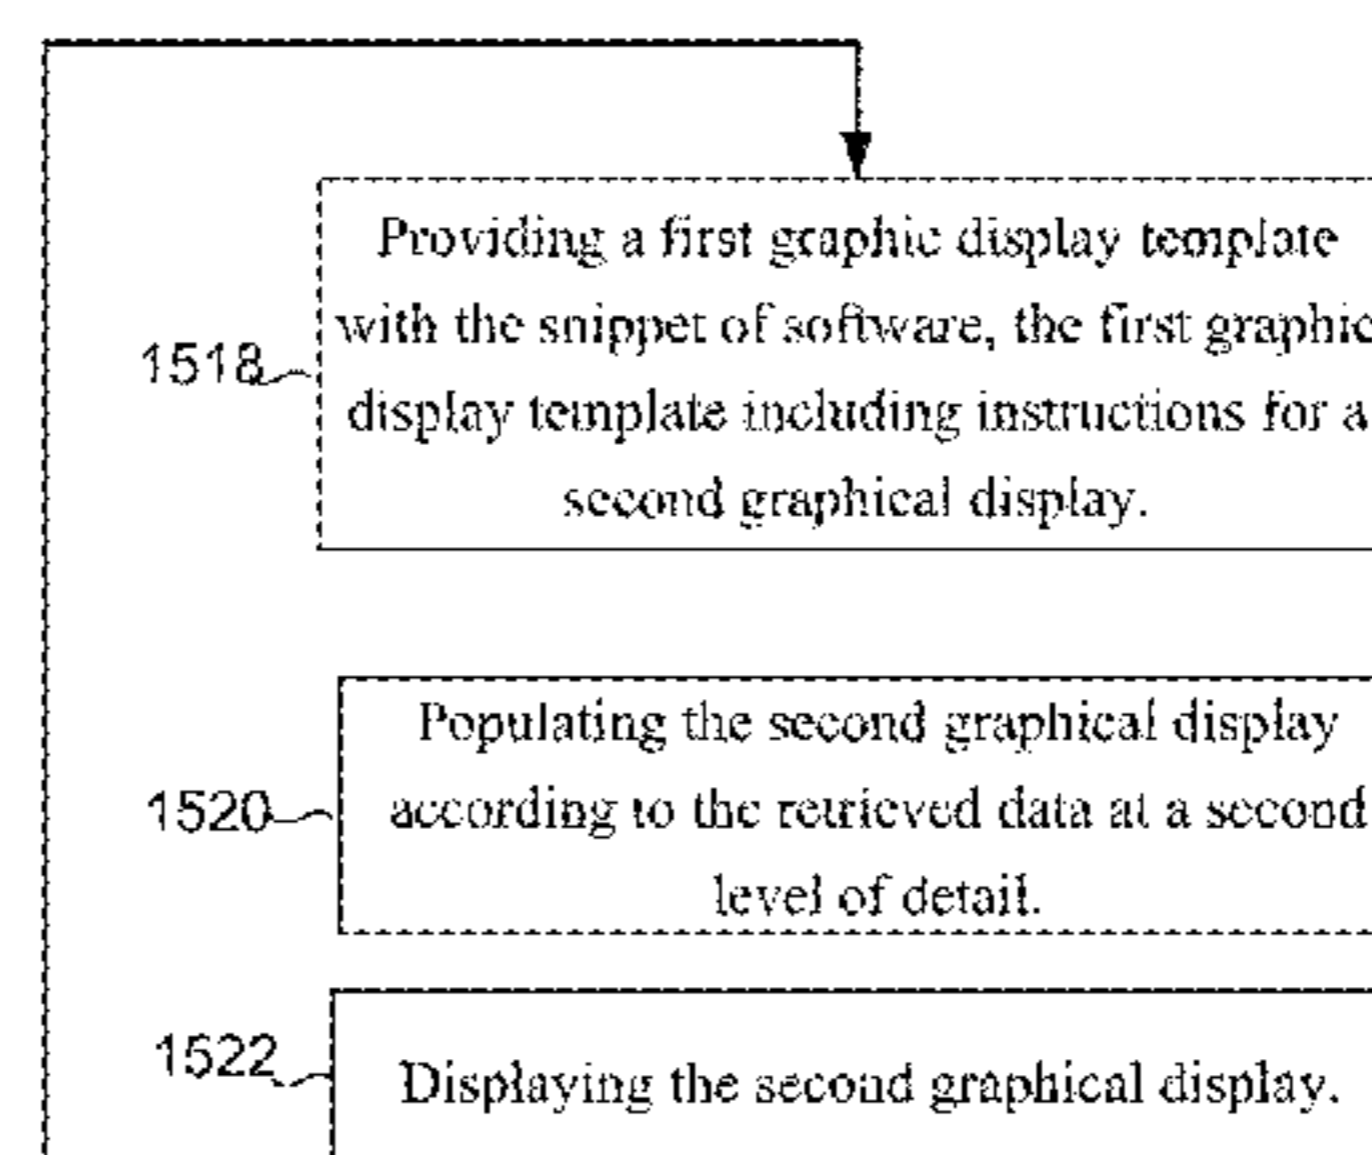 Providing a first graphic display template
with the snippet of software, the first graphic
1518
display template including instructions for a
second graphical display.
Populating the second graphical display
1520
according to the retrieved data at a second
level of detail.
1522
Displaying the second graphical display.